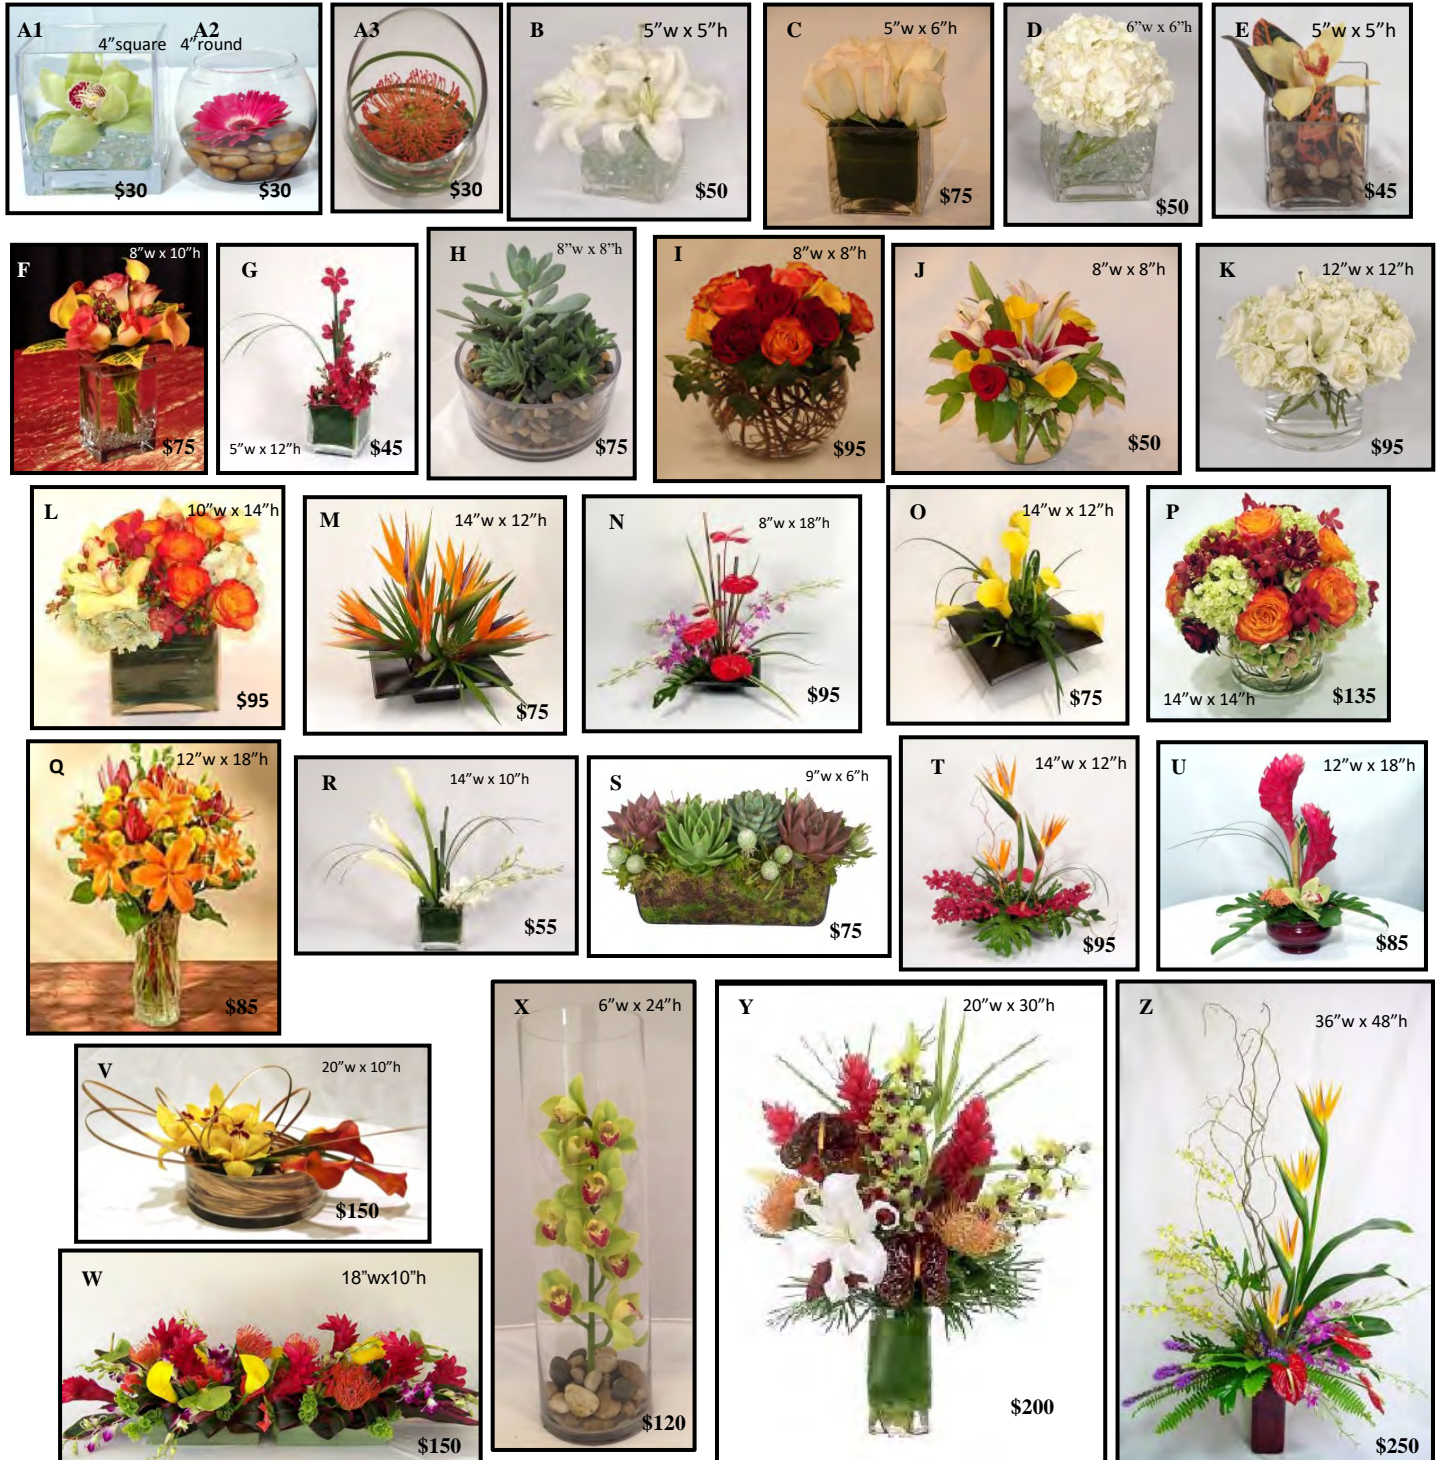 A1
4”square
$30
A2
4”round
$30
A3
$30
B
5”w x 5”h
$50
C
5”w x 6”h
$75
D
6”w x 6”h
$50
E
5”w x 5”h
$45
F
8”w x 10”h
$75
G
5”w x 12”h
$45
H
8”w x 8”h
$75
I
8”w x 8”h
$95
J
8”w x 8”h
$50
K
12”w x 12”h
$95
L
10”w x 14”h
$95
M
14”w x 12”h
$75
N
8”w x 18”h
$95
O
14”w x 12”h
$75
P
14”w x 14”h
$135
Q
12”w x 18”h
$85
R
14”w x 10”h
$55
S
9”w x 6”h
$75
T
14”w x 12”h
$95
U
12”w x 18”h
$85
V
20”w x 10”h
$150
W
18”wx10”h
$150
X
6”w x 24”h
$120
Y
20”w x 30”h
$200
Z
36”w x 48”h
$250